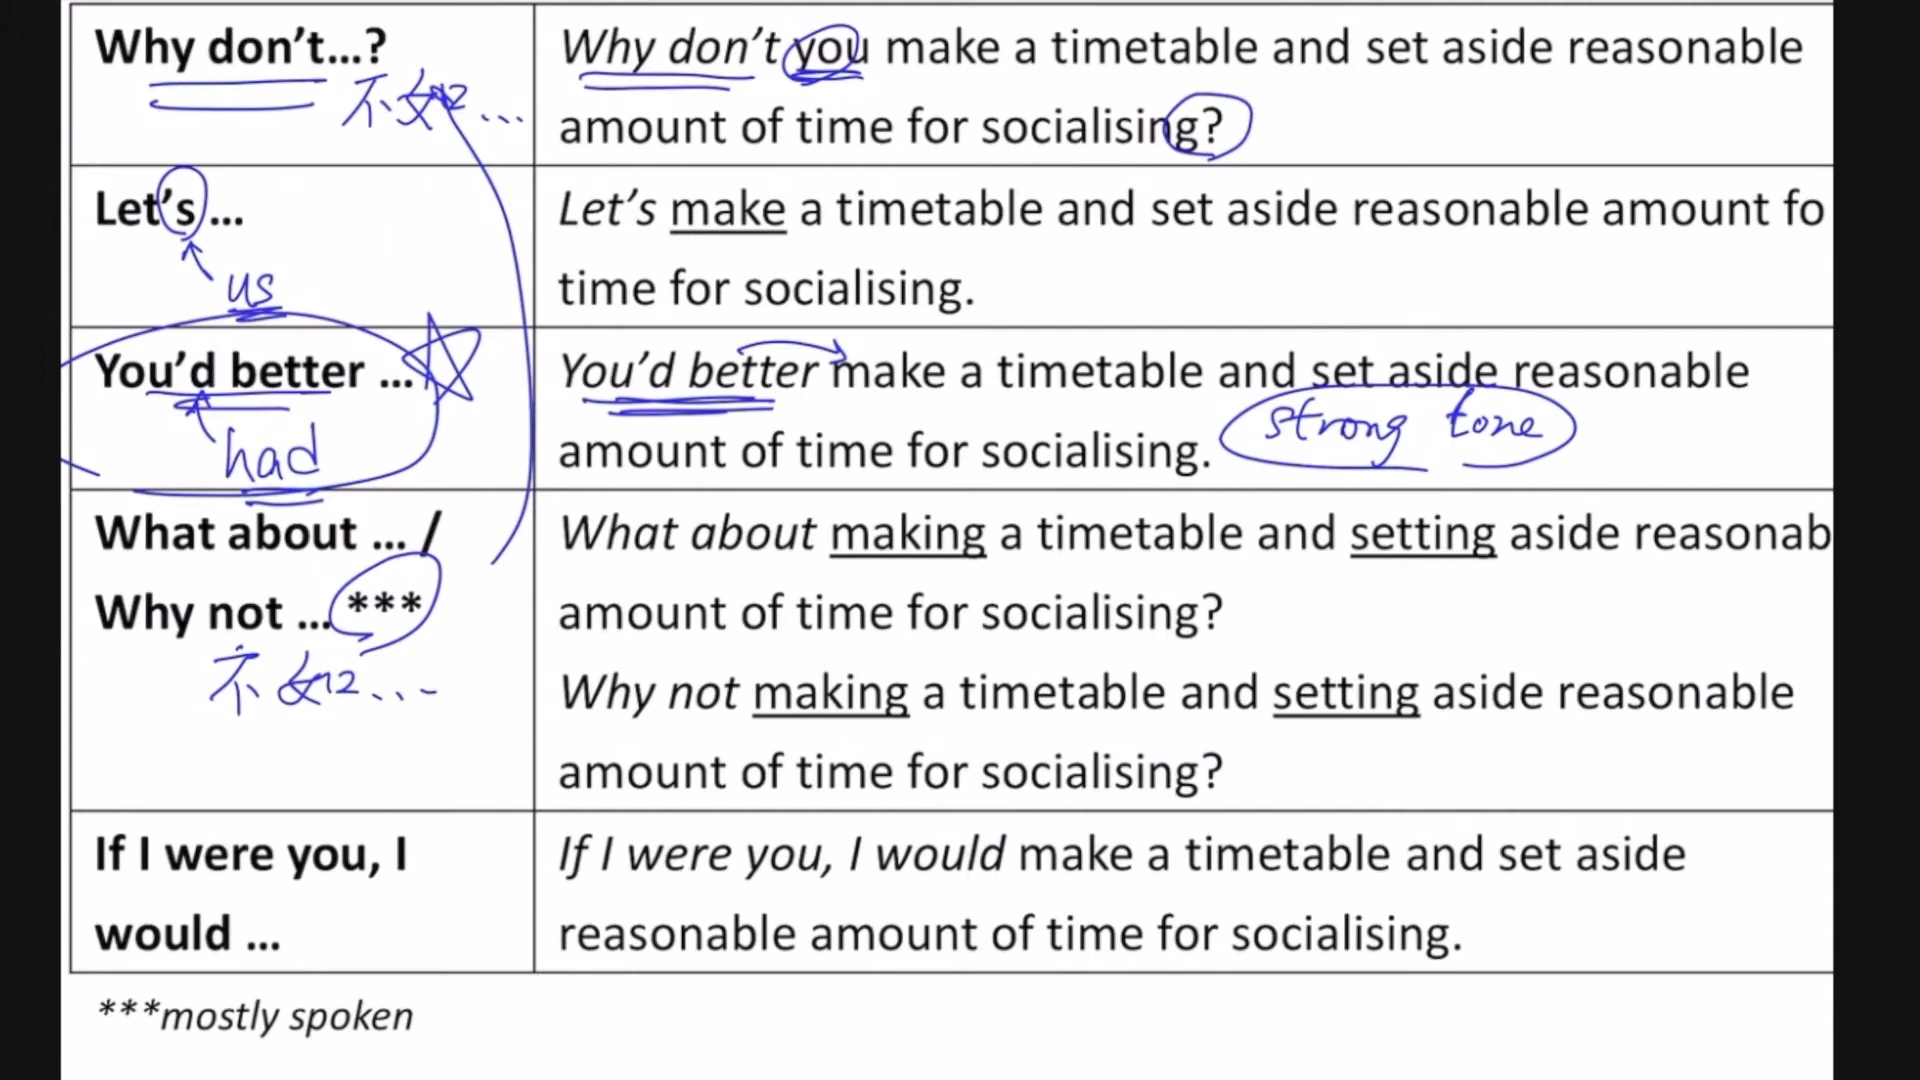 Why don't...?
不如...
Why don't you make a timetable and set aside reasonable
amount of time for socialising?
Let's ...
us
Let's make a timetable and set aside reasonable amount fo
time for socialising.
You'd better ...
had
You'd better make a timetable and set aside reasonable
amount of time for socialising.
strong tone
What about ... /
Why not ... ***
不如...
What about making a timetable and setting aside reasonab
amount of time for socialising?
Why not making a timetable and setting aside reasonable
amount of time for socialising?
If I were you, I
would ...
If I were you, I would make a timetable and set aside
reasonable amount of time for socialising.
***mostly spoken